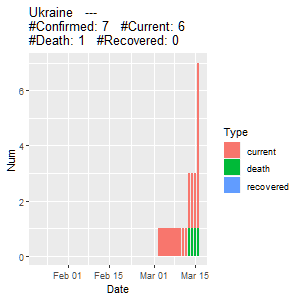 Ukraine   ---
#Confirmed: 7   #Current: 6
#Death: 1   #Recovered: 0
Num
6
4
2
0
Feb 01
Feb 15
Mar 01
Mar 15
Date
Type
current
death
recovered